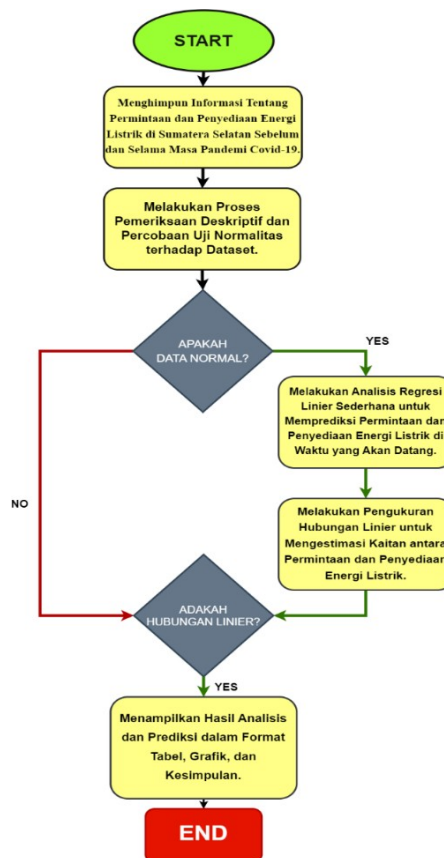 START
Menghimpun Informasi Tentang
Permintaan dan Penyediaan Energi
Listrik di Sumatera Selatan Sebelum
dan Selama Masa Pandemi Covid-19.
Melakukan Proses
Pemeriksaan Deskriptif dan
Percobaan Uji Normalitas
terhadap Dataset.
APAKAH
DATA NORMAL?
YES
Melakukan Analisis Regresi
Linier Sederhana untuk
Memprediksi Permintaan dan
Penyediaan Energi Listrik di
Waktu yang Akan Datang.
NO
Melakukan Pengukuran
Hubungan Linier untuk
Mengestimasi Kaitan antara
Permintaan dan Penyediaan
Energi Listrik.
ADAKAH
HUBUNGAN LINIER?
YES
Menampilkan Hasil Analisis
dan Prediksi dalam Format
Tabel, Grafik, dan
Kesimpulan.
END